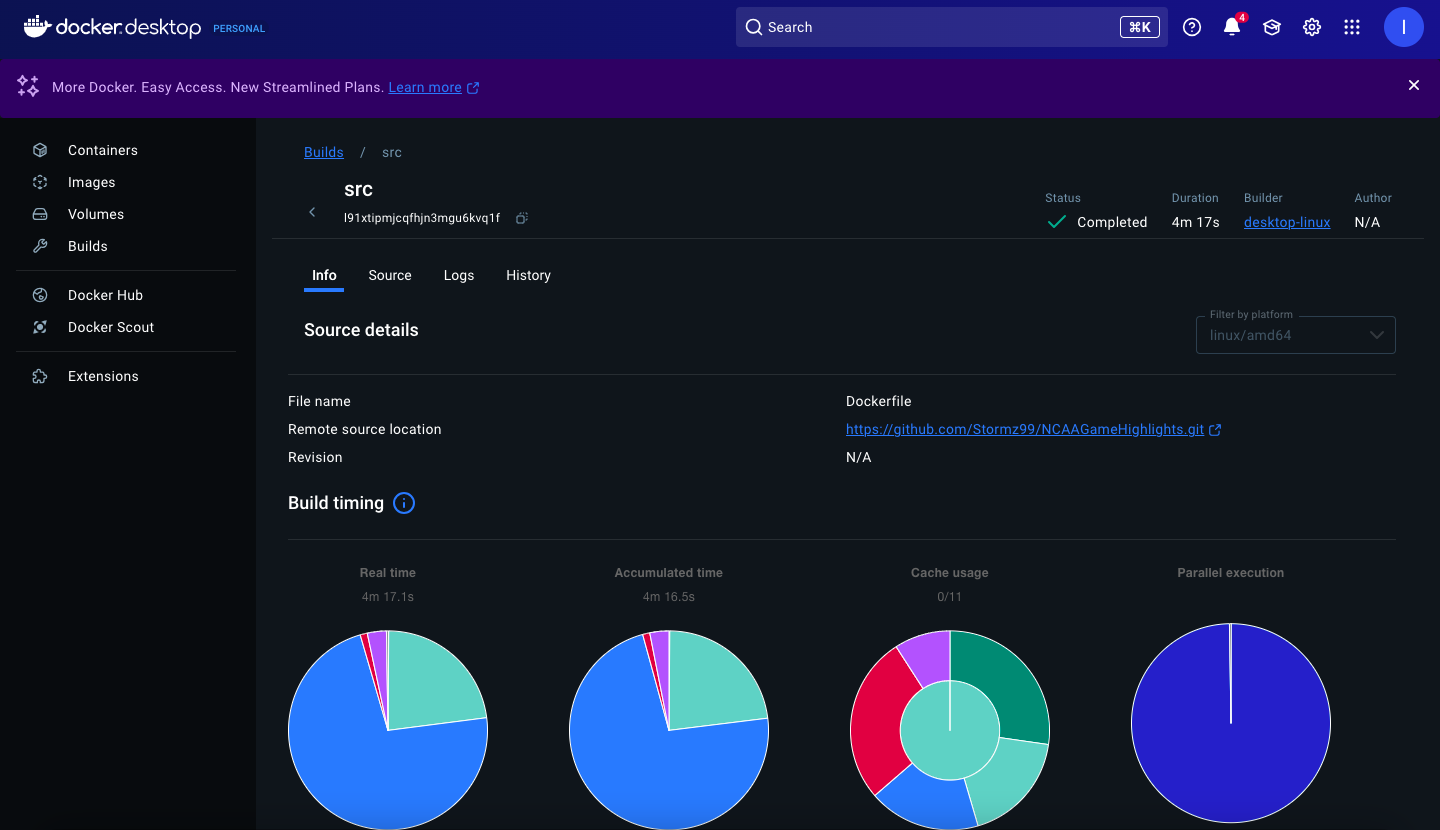 docker desktop PERSONAL
Search
⌘K
4
I
More Docker. Easy Access. New Streamlined Plans. Learn more
Containers
Images
Volumes
Builds
Docker Hub
Docker Scout
Extensions
Builds / src
src
l91xtipmjcqfhjn3mgu6kvq1f
Status
Completed
Duration
4m 17s
Builder
desktop-linux
Author
N/A
Info
Source
Logs
History
Source details
Filter by platform
linux/amd64
File name
Dockerfile
Remote source location
https://github.com/Stormz99/NCAAGameHighlights.git
Revision
N/A
Build timing
Real time
4m 17.1s
Accumulated time
4m 16.5s
Cache usage
0/11
Parallel execution